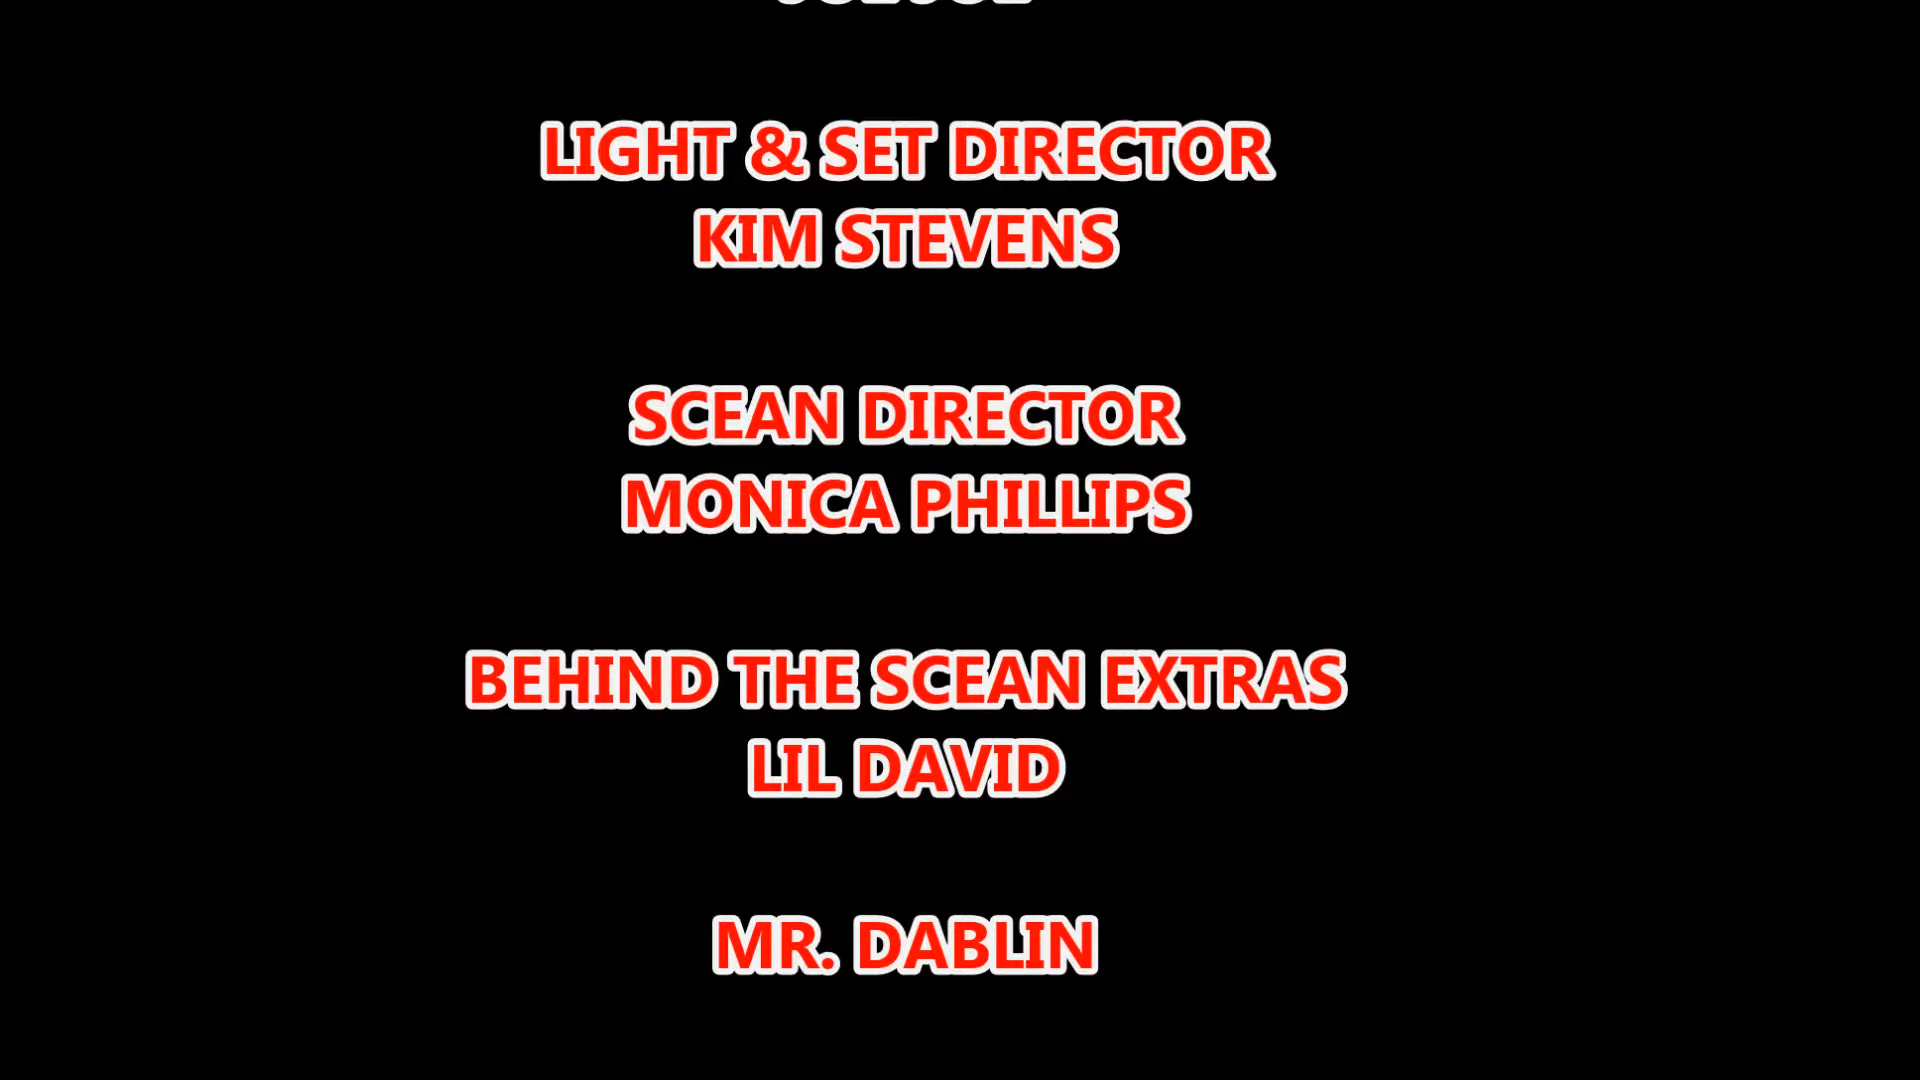 LIGHT & SET DIRECTOR
KIM STEVENS
SCEAN DIRECTOR
MONICA PHILLIPS
BEHIND THE SCEAN EXTRAS
LIL DAVID
MR. DABLIN